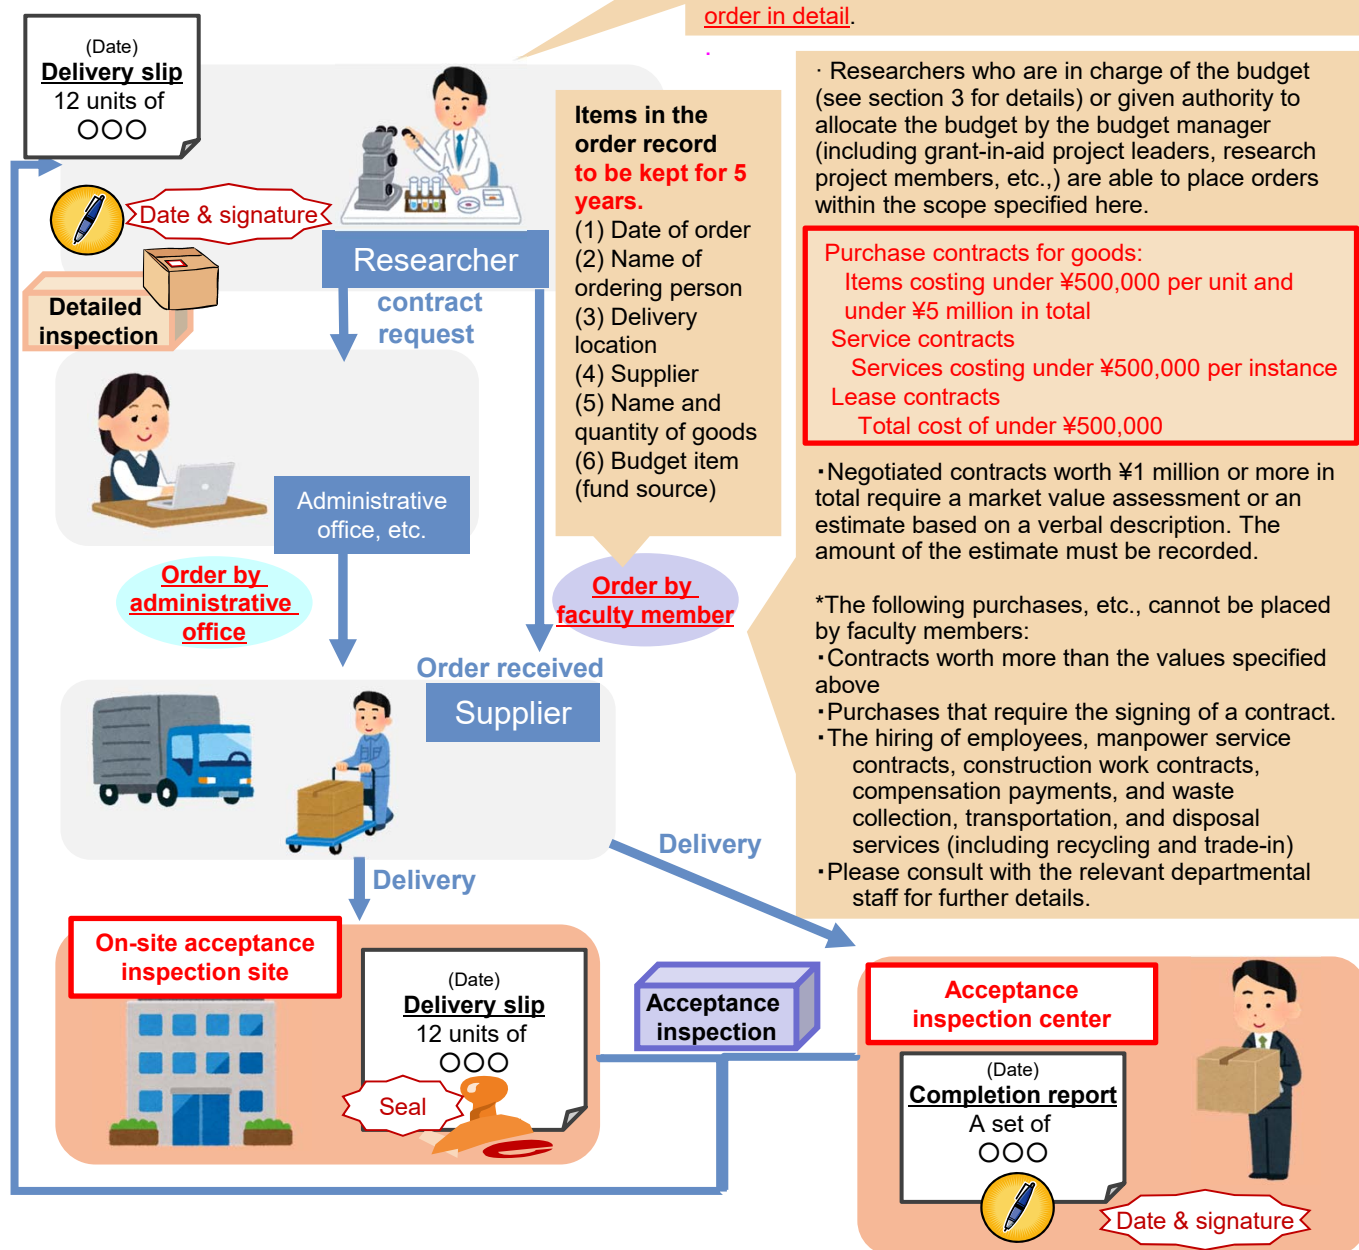 order in detail.
.
(Date)
Delivery slip
12 units of
○○○
Date & signature
Detailed
inspection
Researcher
contract
request
Administrative
office, etc.
Order by
administrative
office
Items in the
order record
to be kept for 5
years.
(1) Date of order
(2) Name of
ordering person
(3) Delivery
location
(4) Supplier
(5) Name and
quantity of goods
(6) Budget item
(fund source)
Order by
faculty member
Order received
Supplier
· Researchers who are in charge of the budget
(see section 3 for details) or given authority to
allocate the budget by the budget manager
(including grant-in-aid project leaders, research
project members, etc.,) are able to place orders
within the scope specified here.
Purchase contracts for goods:
Items costing under ¥500,000 per unit and
under ¥5 million in total
Service contracts
Services costing under ¥500,000 per instance
Lease contracts
Total cost of under ¥500,000
・Negotiated contracts worth ¥1 million or more in
total require a market value assessment or an
estimate based on a verbal description. The
amount of the estimate must be recorded.
*The following purchases, etc., cannot be placed
by faculty members:
・Contracts worth more than the values specified
above
・Purchases that require the signing of a contract.
・The hiring of employees, manpower service
contracts, construction work contracts,
compensation payments, and waste
collection, transportation, and disposal
services (including recycling and trade-in)
・Please consult with the relevant departmental
staff for further details.
Delivery
Delivery
On-site acceptance
inspection site
(Date)
Delivery slip
12 units of
○○○
Seal
Acceptance
inspection
Acceptance
inspection center
(Date)
Completion report
A set of
○○○
Date & signature